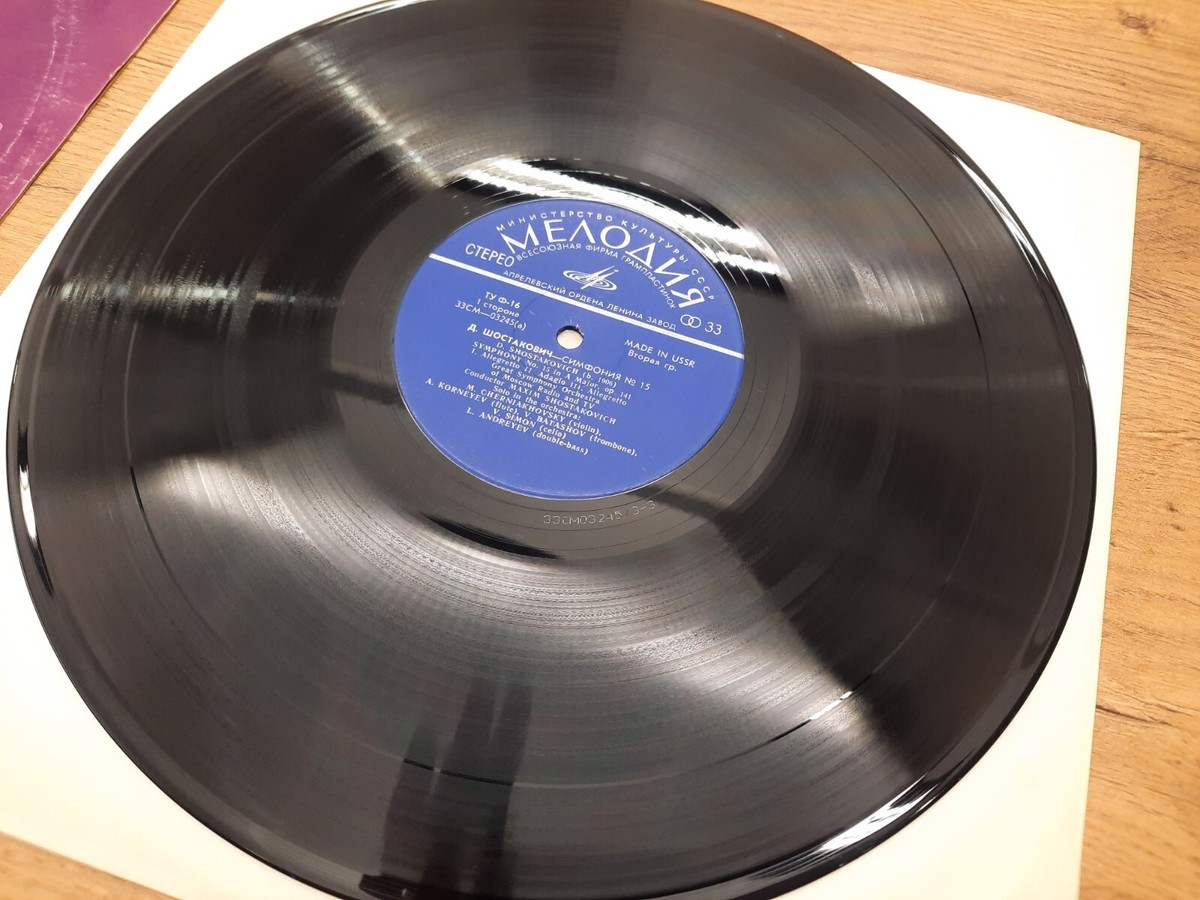 МИНИСТЕРСТВО КУЛЬТУРЫ СССР
МЕЛОДИЯ
ВСЕСОЮЗНАЯ ФИРМА ГРАМПЛАСТИНОК
СТЕРЕО
33
АПРЕЛЕВСКИЙ ОРДЕНА ЛЕНИНА ЗАВОД
ТУ Ф-16
1 сторона
33СМ—03245(а)
MADE IN USSR
Вторая гр.
Д. ШОСТАКОВИЧ—СИМФОНИЯ № 15
D. SHOSTAKOVICH (b. 1906)
SYMPHONY No. 15 in A Major, op 141
I. Allegretto II. Adagio III. Allegretto
Great Symphony Orchestra
of Moscow Radio and TV
Conductor MAXIM SHOSTAKOVICH
Solo in the orchestra:
M. CHERNIAKHOVSKY (violin),
A. KORNEYEV (flute), V. BATASHOV (trombone),
V. SIMON (cello)
L. ANDREYEV (double-bass)